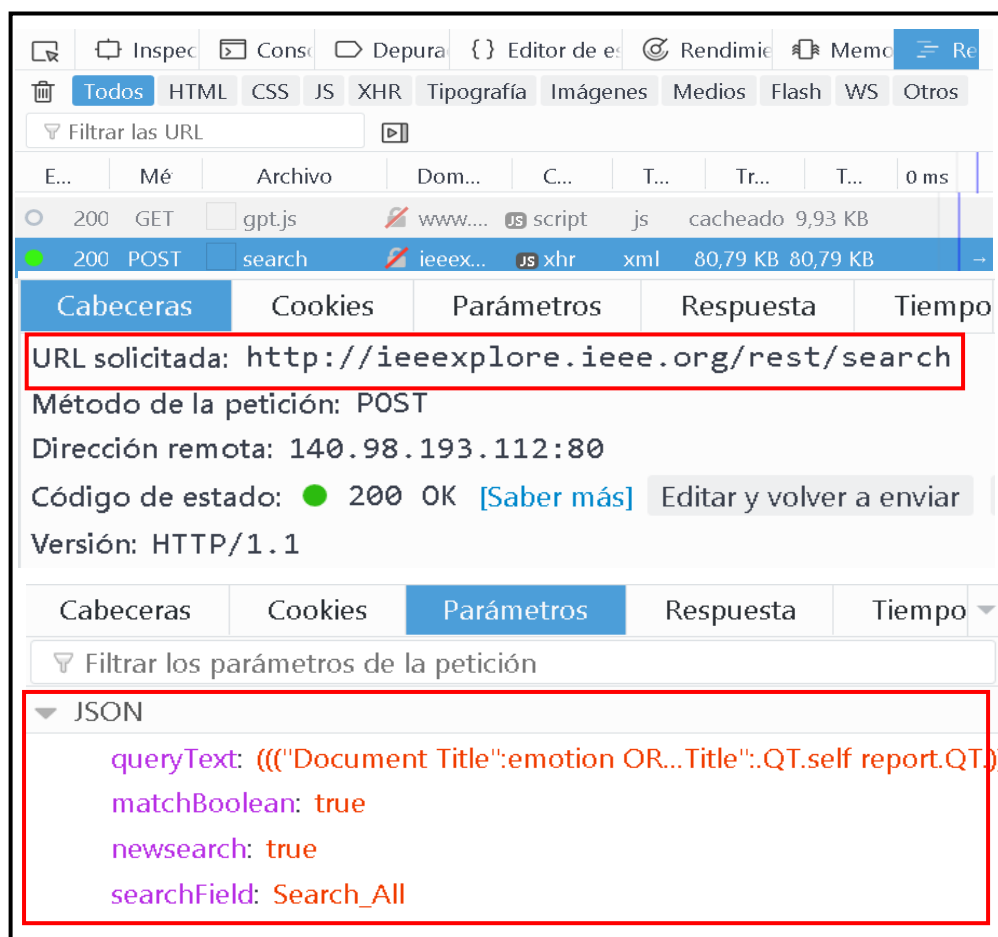 Inspec Conso Depura {} Editor de es Rendimie Memo Re
Todos HTML CSS JS XHR Tipografía Imágenes Medios Flash WS Otros
Filtrar las URL
E... Mé Archivo Dom... C... T... Tr... T... 0 ms
200 GET gpt.js www.... JS script js cacheado 9,93 KB
200 POST search ieeex... JS xhr xml 80,79 KB 80,79 KB →
Cabeceras Cookies Parámetros Respuesta Tiempo
URL solicitada: http://ieeexplore.ieee.org/rest/search
Método de la petición: POST
Dirección remota: 140.98.193.112:80
Código de estado: 200 OK [Saber más] Editar y volver a enviar
Versión: HTTP/1.1
Cabeceras Cookies Parámetros Respuesta Tiempo
Filtrar los parámetros de la petición
JSON
queryText: ((("Document Title":emotion OR...Title":.QT.self report.QT.)
matchBoolean: true
newsearch: true
searchField: Search_All